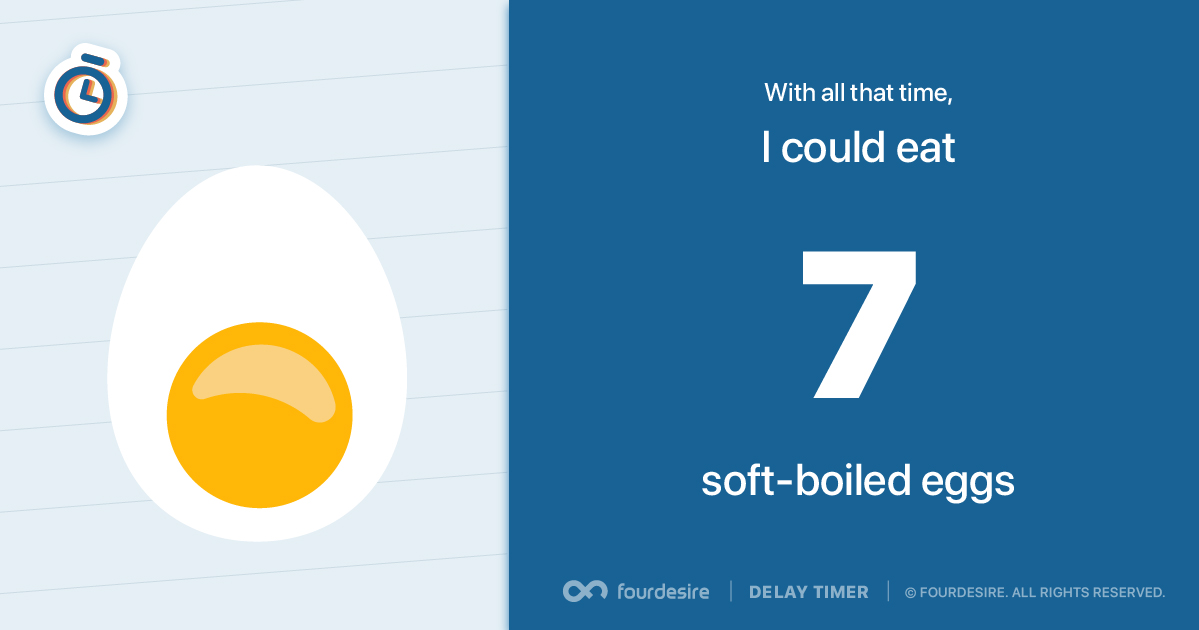 With all that time,
I could eat
7
soft-boiled eggs
fourdesire | DELAY TIMER | © FOURDESIRE. ALL RIGHTS RESERVED.